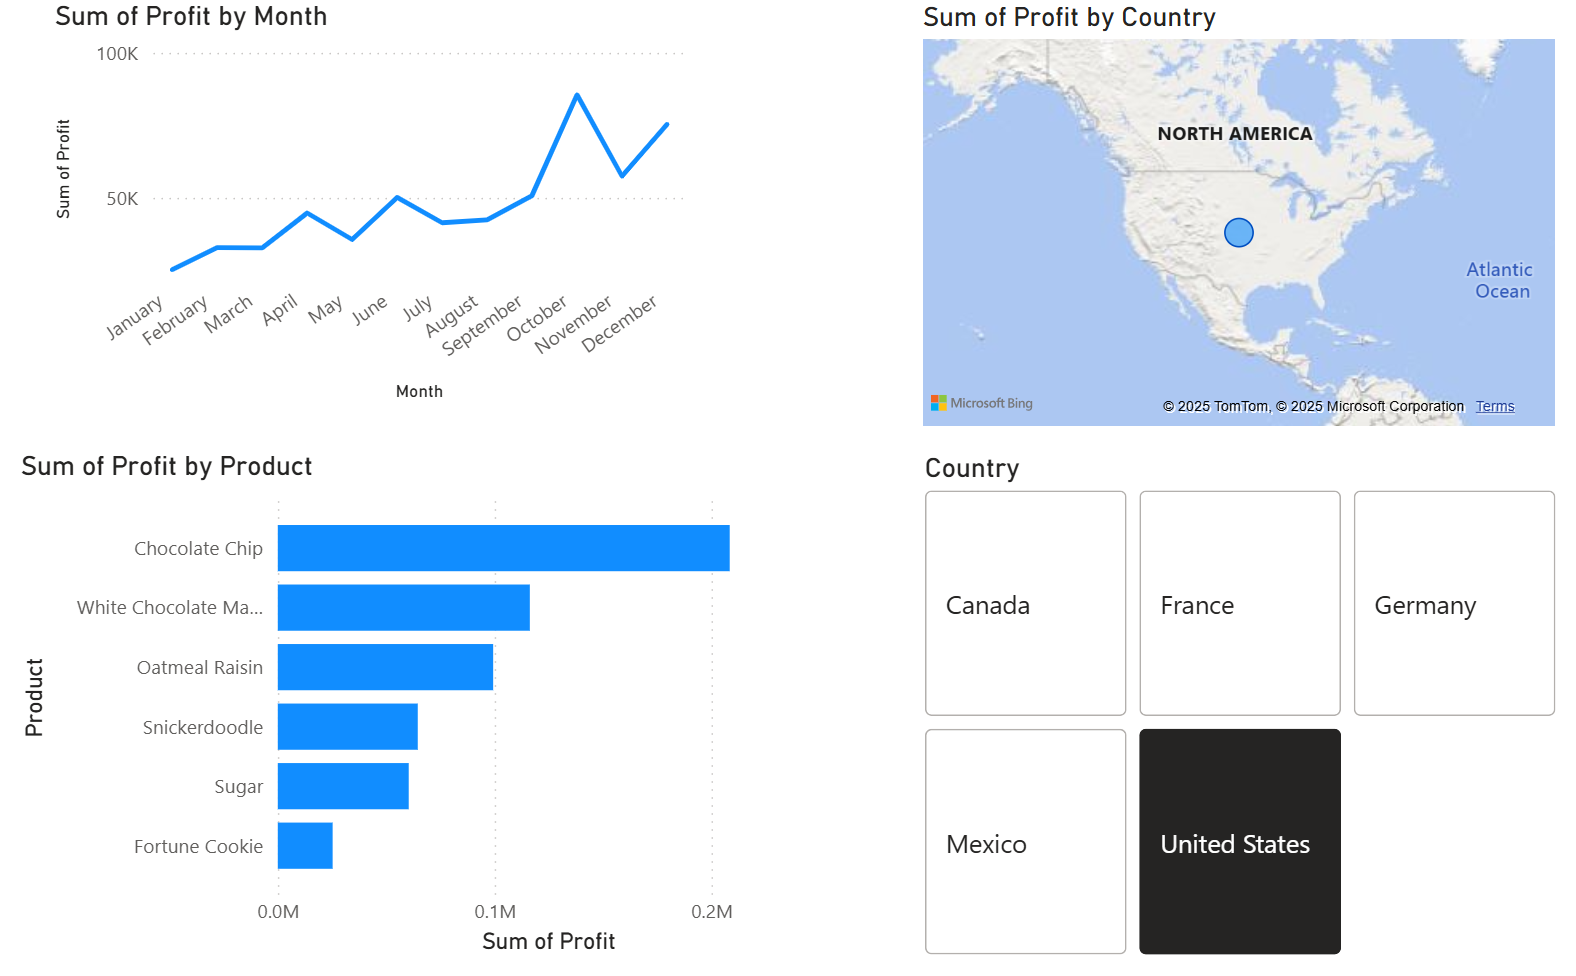 Sum of Profit by Month
100K
50K
Sum of Profit
January
February
March
April
May
June
July
August
September
October
November
December
Month
Sum of Profit by Country
NORTH AMERICA
Atlantic
Ocean
Microsoft Bing
© 2025 TomTom, © 2025 Microsoft Corporation Terms
Sum of Profit by Product
Product
Chocolate Chip
White Chocolate Ma...
Oatmeal Raisin
Snickerdoodle
Sugar
Fortune Cookie
0.0M 0.1M 0.2M
Sum of Profit
Country
Canada France Germany
Mexico United States